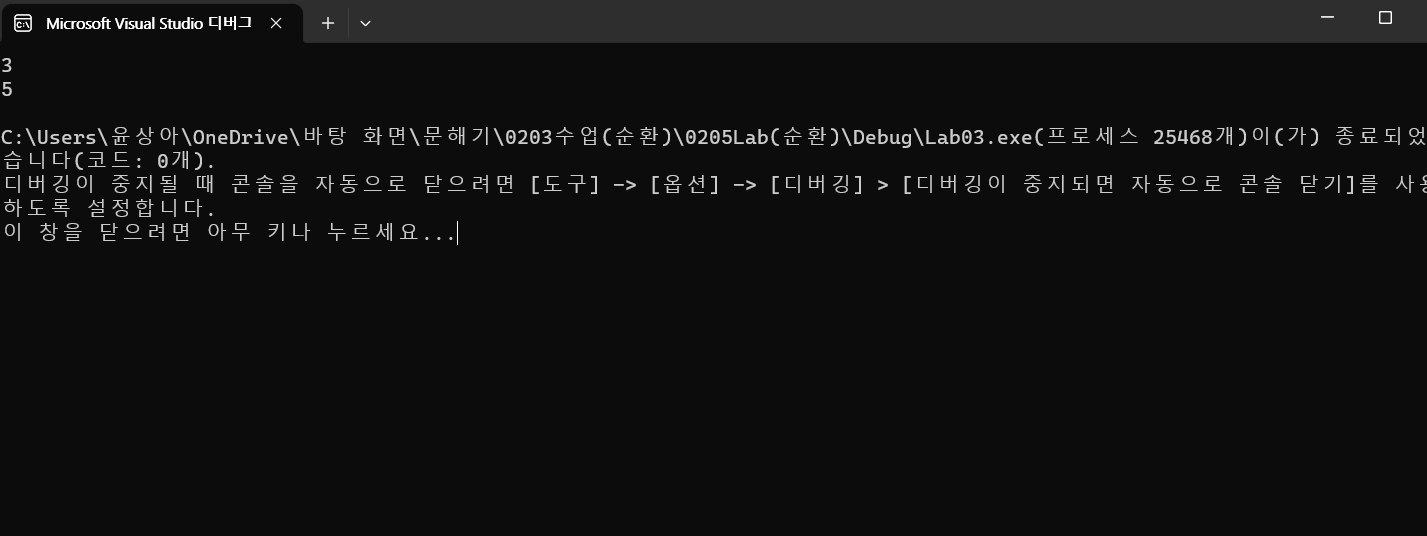 Microsoft Visual Studio 디버그
3
5
C:\Users\윤상아\OneDrive\바탕 화면\문해기\0203수업(순환)\0205Lab(순환)\Debug\Lab03.exe(프로세스 25468개)이(가) 종료되었
습니다(코드: 0개).
디버깅이 중지될 때 콘솔을 자동으로 닫으려면 [도구] -> [옵션] -> [디버깅] > [디버깅이 중지되면 자동으로 콘솔 닫기]를 사용
하도록 설정합니다.
이 창을 닫으려면 아무 키나 누르세요...